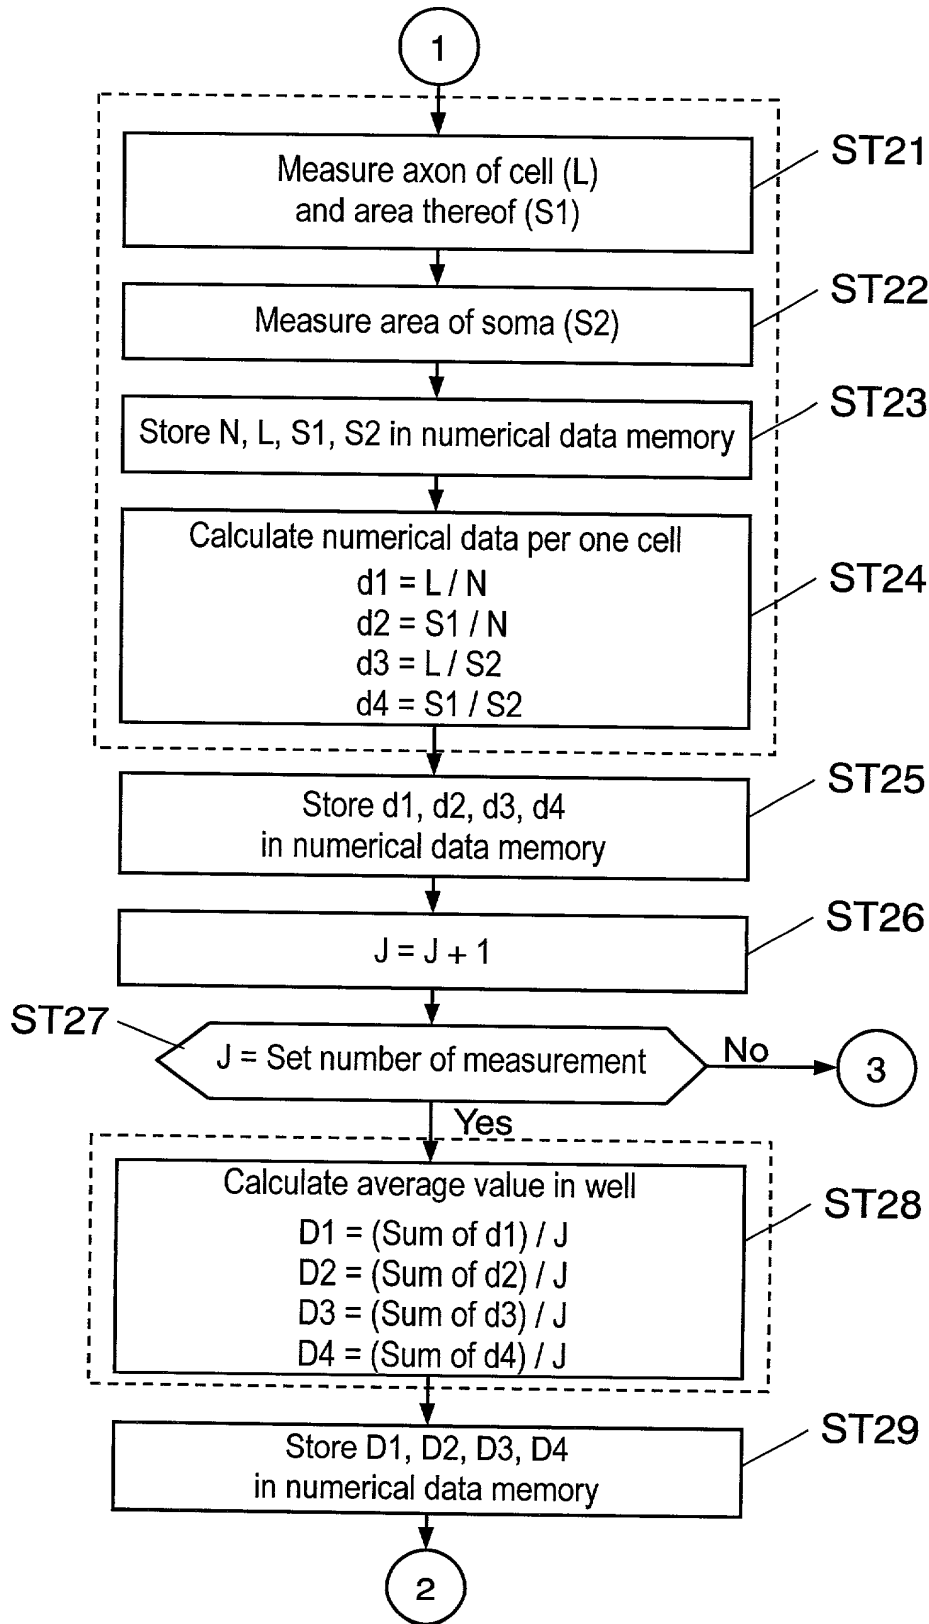 1
Measure axon of cell (L)
and area thereof (S1)
ST21
Measure area of soma (S2)
ST22
Store N, L, S1, S2 in numerical data memory
ST23
Calculate numerical data per one cell
d1 = L / N
d2 = S1 / N
d3 = L / S2
d4 = S1 / S2
ST24
Store d1, d2, d3, d4
in numerical data memory
ST25
J = J + 1
ST26
ST27
J = Set number of measurement
No
3
Yes
Calculate average value in well
D1 = (Sum of d1) / J
D2 = (Sum of d2) / J
D3 = (Sum of d3) / J
D4 = (Sum of d4) / J
ST28
Store D1, D2, D3, D4
in numerical data memory
ST29
2